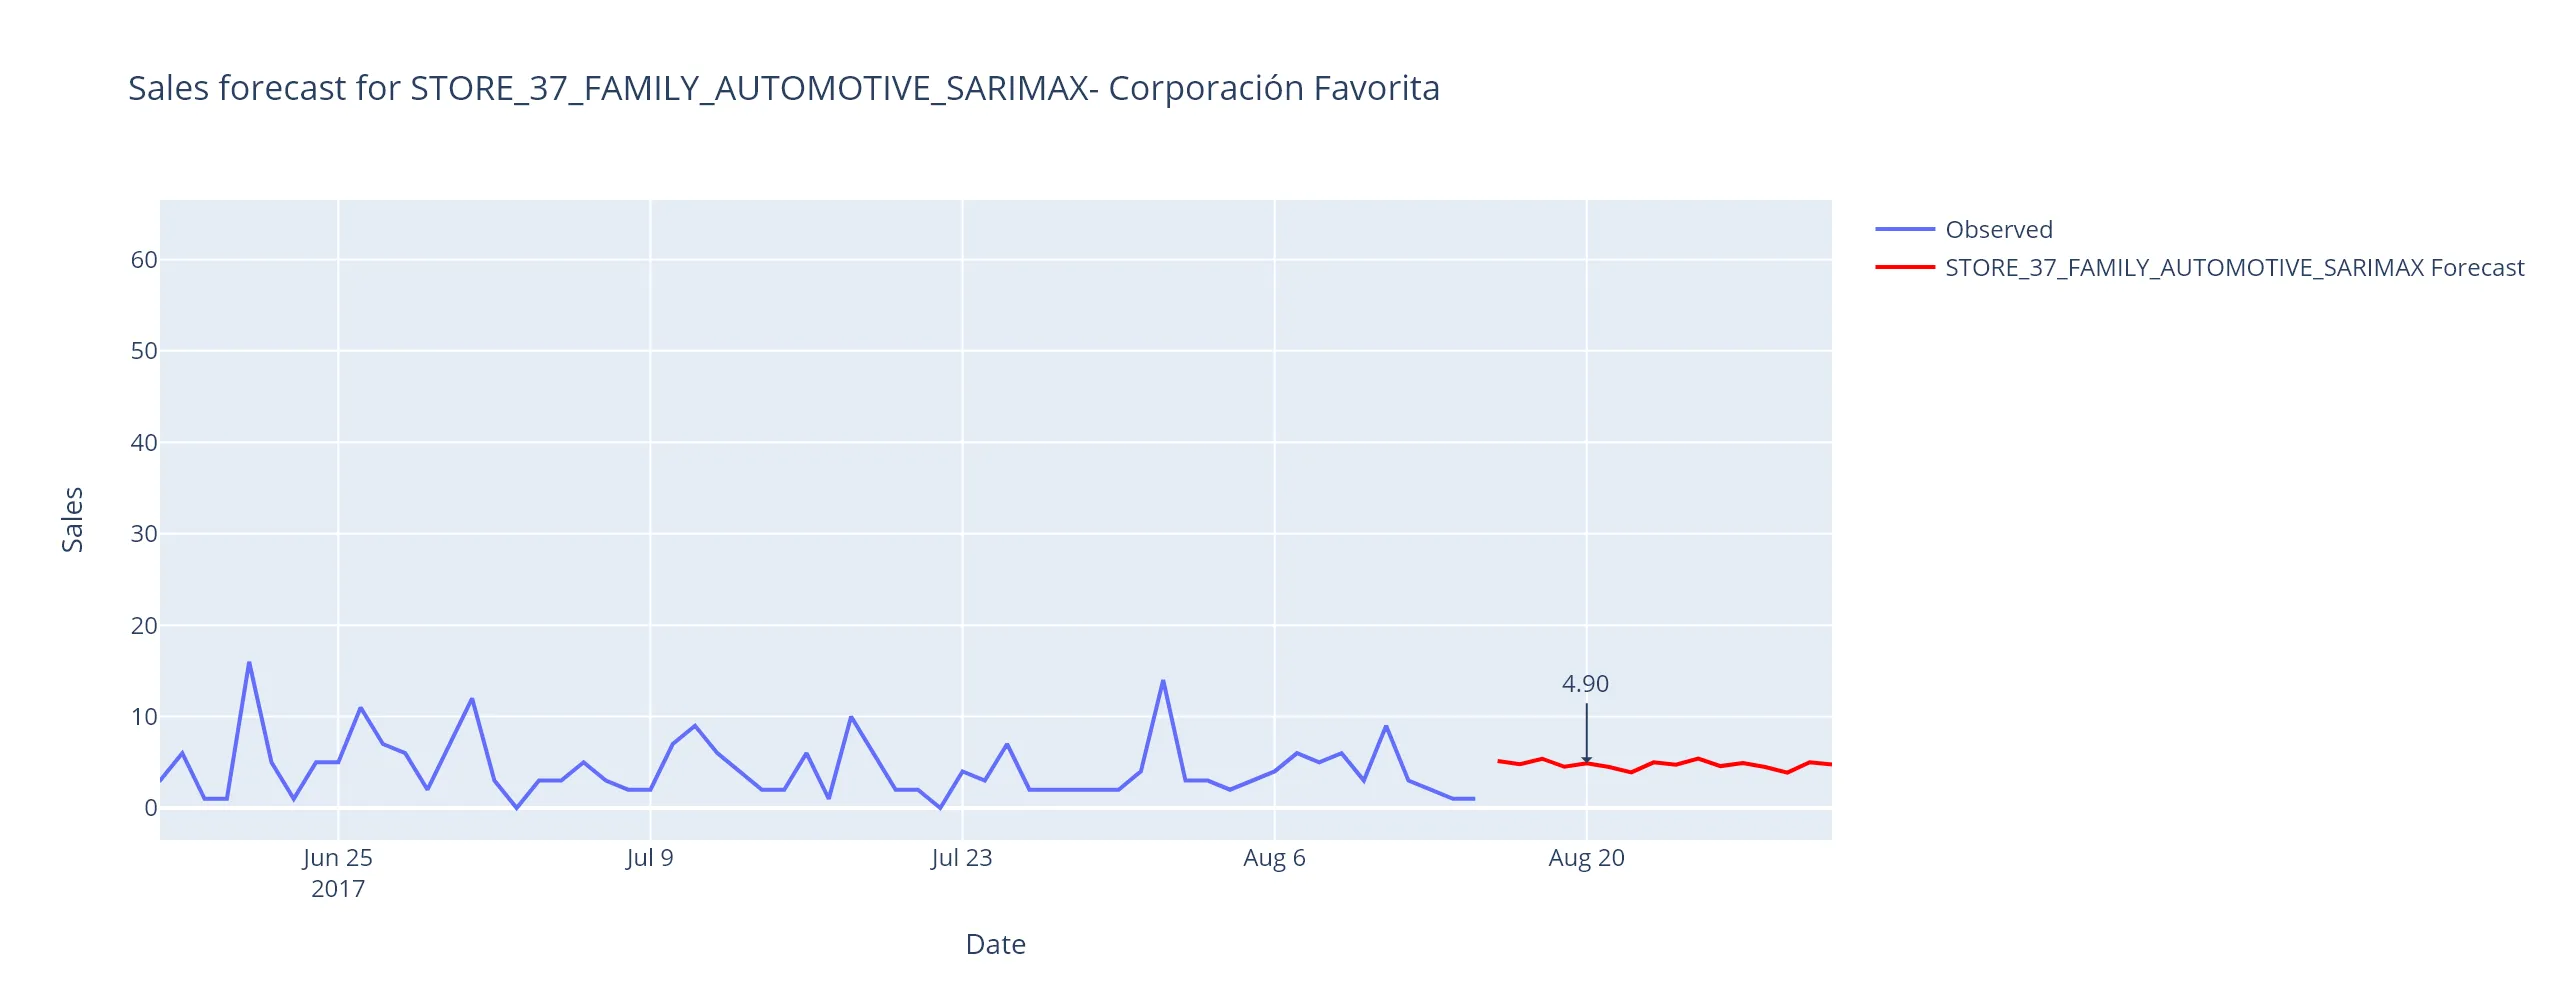 Sales forecast for STORE_37_FAMILY_AUTOMOTIVE_SARIMAX- Corporación Favorita
Observed
STORE_37_FAMILY_AUTOMOTIVE_SARIMAX Forecast
60
50
40
30
20
10
0
Sales
4.90
Jun 25
2017
Jul 9
Jul 23
Aug 6
Aug 20
Date